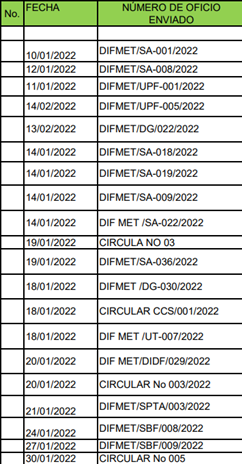 No. FECHA NÚMERO DE OFICIO
ENVIADO
10/01/2022 DIFMET/SA-001/2022
12/01/2022 DIFMET/SA-008/2022
11/01/2022 DIFMET/UPF-001/2022
14/02/2022 DIFMET/UPF-005/2022
13/02/2022 DIFMET/DG/022/2022
14/01/2022 DIFMET/SA-018/2022
14/01/2022 DIFMET/SA-019/2022
14/01/2022 DIFMET/SA-009/2022
14/01/2022 DIF MET /SA-022/2022
19/01/2022 CIRCULA NO 03
19/01/2022 DIFMET/SA-036/2022
18/01/2022 DIFMET /DG-030/2022
18/01/2022 CIRCULAR CCS/001/2022
18/01/2022 DIF MET /UT-007/2022
20/01/2022 DIF MET/DIDF/029/2022
20/01/2022 CIRCULAR No 003/2022
21/01/2022 DIFMET/SPTA/003/2022
24/01/2022 DIFMET/SBF/008/2022
27/01/2022 DIFMET/SBF/009/2022
30/01/2022 CIRCULAR No 005